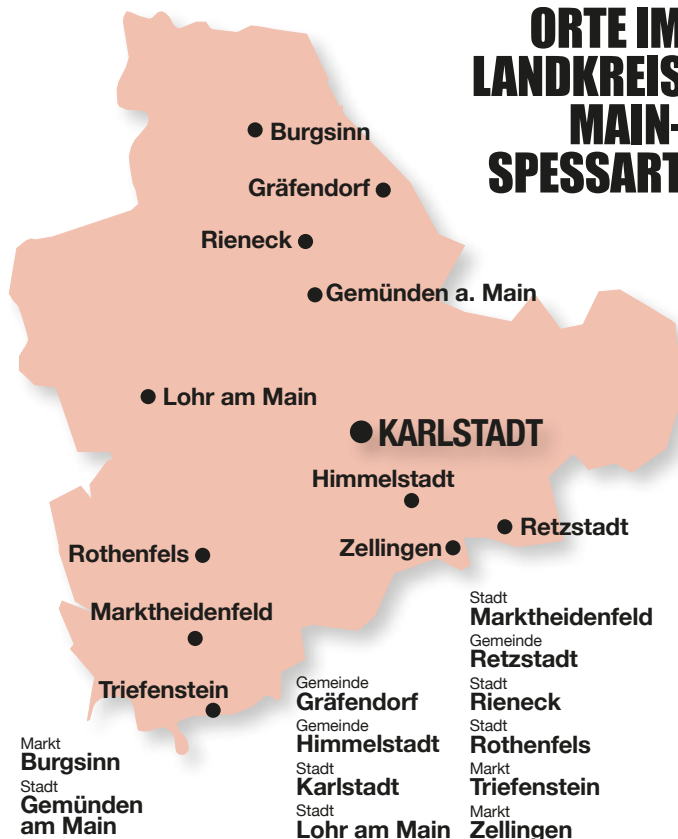 ORTE IM
LANDKREIS
MAIN-
SPESSART
Burgsinn
Gräfendorf
Rieneck
Gemünden a. Main
Lohr am Main
KARLSTADT
Himmelstadt
Retzstadt
Zellingen
Rothenfels
Marktheidenfeld
Triefenstein
Markt
Burgsinn
Stadt
Gemünden
am Main
Gemeinde
Gräfendorf
Gemeinde
Himmelstadt
Stadt
Karlstadt
Stadt
Lohr am Main
Stadt
Marktheidenfeld
Gemeinde
Retzstadt
Stadt
Rieneck
Stadt
Rothenfels
Markt
Triefenstein
Markt
Zellingen